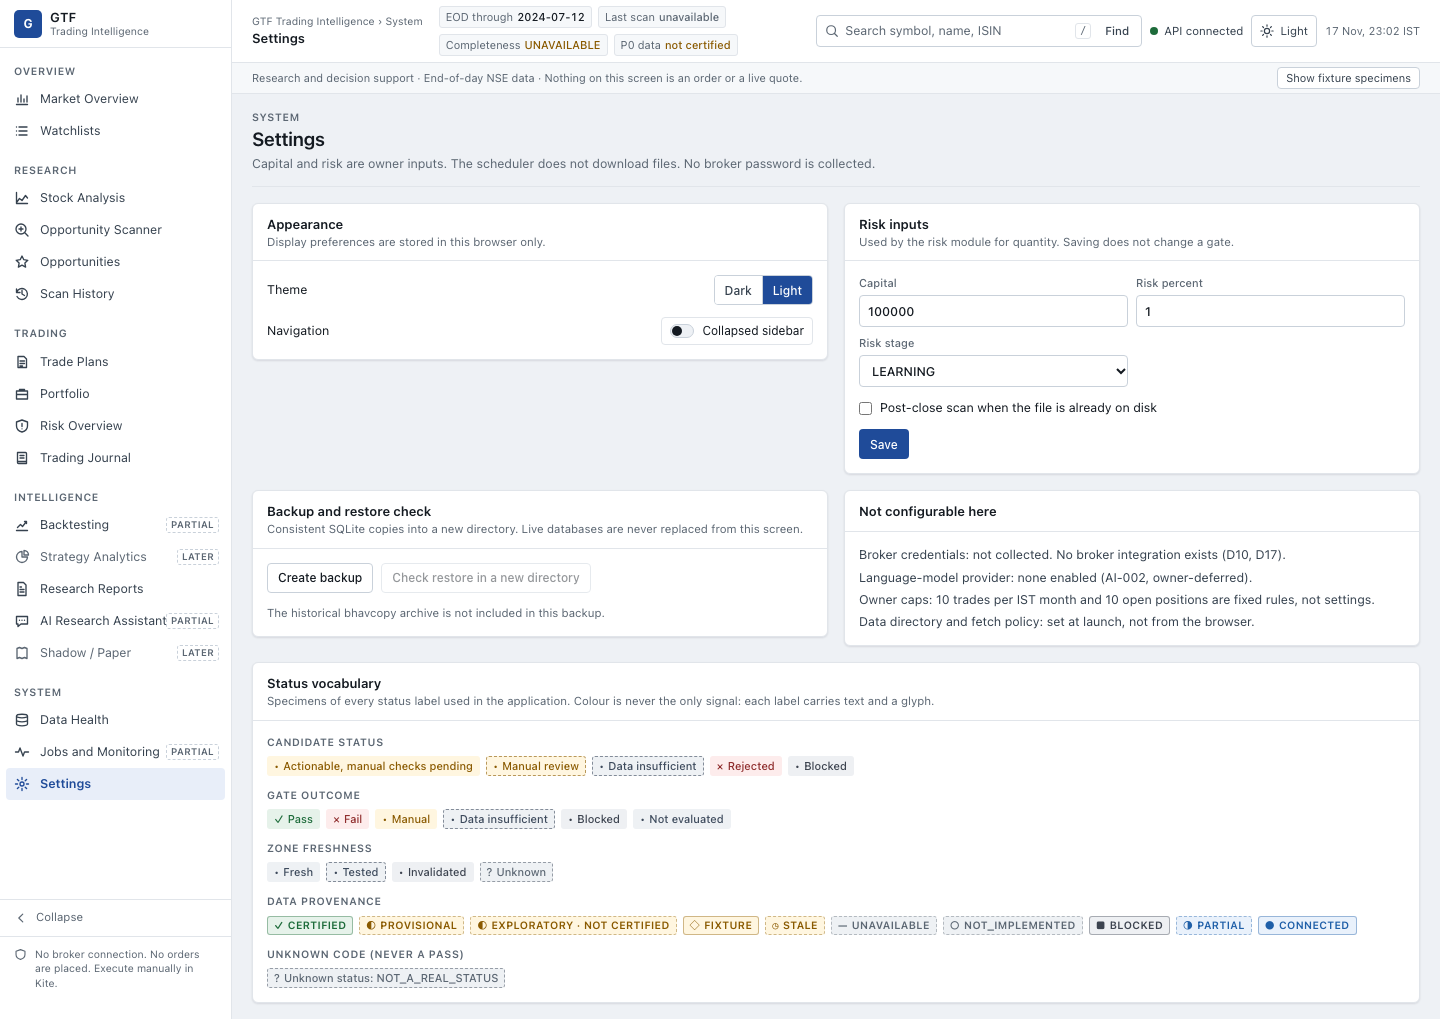 G
GTF
Trading Intelligence
OVERVIEW
Market Overview
Watchlists
RESEARCH
Stock Analysis
Opportunity Scanner
Opportunities
Scan History
TRADING
Trade Plans
Portfolio
Risk Overview
Trading Journal
INTELLIGENCE
Backtesting PARTIAL
Strategy Analytics LATER
Research Reports
AI Research Assistant PARTIAL
Shadow / Paper LATER
SYSTEM
Data Health
Jobs and Monitoring PARTIAL
Settings
Collapse
No broker connection. No orders
are placed. Execute manually in
Kite.
GTF Trading Intelligence › System
Settings
EOD through 2024-07-12 Last scan unavailable
Completeness UNAVAILABLE P0 data not certified
Search symbol, name, ISIN / Find
API connected
Light
17 Nov, 23:02 IST
Research and decision support · End-of-day NSE data · Nothing on this screen is an order or a live quote.
Show fixture specimens
SYSTEM
Settings
Capital and risk are owner inputs. The scheduler does not download files. No broker password is collected.
Appearance
Display preferences are stored in this browser only.
Theme Dark Light
Navigation Collapsed sidebar
Risk inputs
Used by the risk module for quantity. Saving does not change a gate.
Capital Risk percent
100000 1
Risk stage
LEARNING
Post-close scan when the file is already on disk
Save
Backup and restore check
Consistent SQLite copies into a new directory. Live databases are never replaced from this screen.
Create backup Check restore in a new directory
The historical bhavcopy archive is not included in this backup.
Not configurable here
Broker credentials: not collected. No broker integration exists (D10, D17).
Language-model provider: none enabled (AI-002, owner-deferred).
Owner caps: 10 trades per IST month and 10 open positions are fixed rules, not settings.
Data directory and fetch policy: set at launch, not from the browser.
Status vocabulary
Specimens of every status label used in the application. Colour is never the only signal: each label carries text and a glyph.
CANDIDATE STATUS
• Actionable, manual checks pending • Manual review • Data insufficient × Rejected • Blocked
GATE OUTCOME
✓ Pass × Fail • Manual • Data insufficient • Blocked • Not evaluated
ZONE FRESHNESS
• Fresh • Tested • Invalidated ? Unknown
DATA PROVENANCE
✓ CERTIFIED ◐ PROVISIONAL ◐ EXPLORATORY · NOT CERTIFIED ◇ FIXTURE ◷ STALE — UNAVAILABLE ○ NOT_IMPLEMENTED ■ BLOCKED ◑ PARTIAL ● CONNECTED
UNKNOWN CODE (NEVER A PASS)
? Unknown status: NOT_A_REAL_STATUS